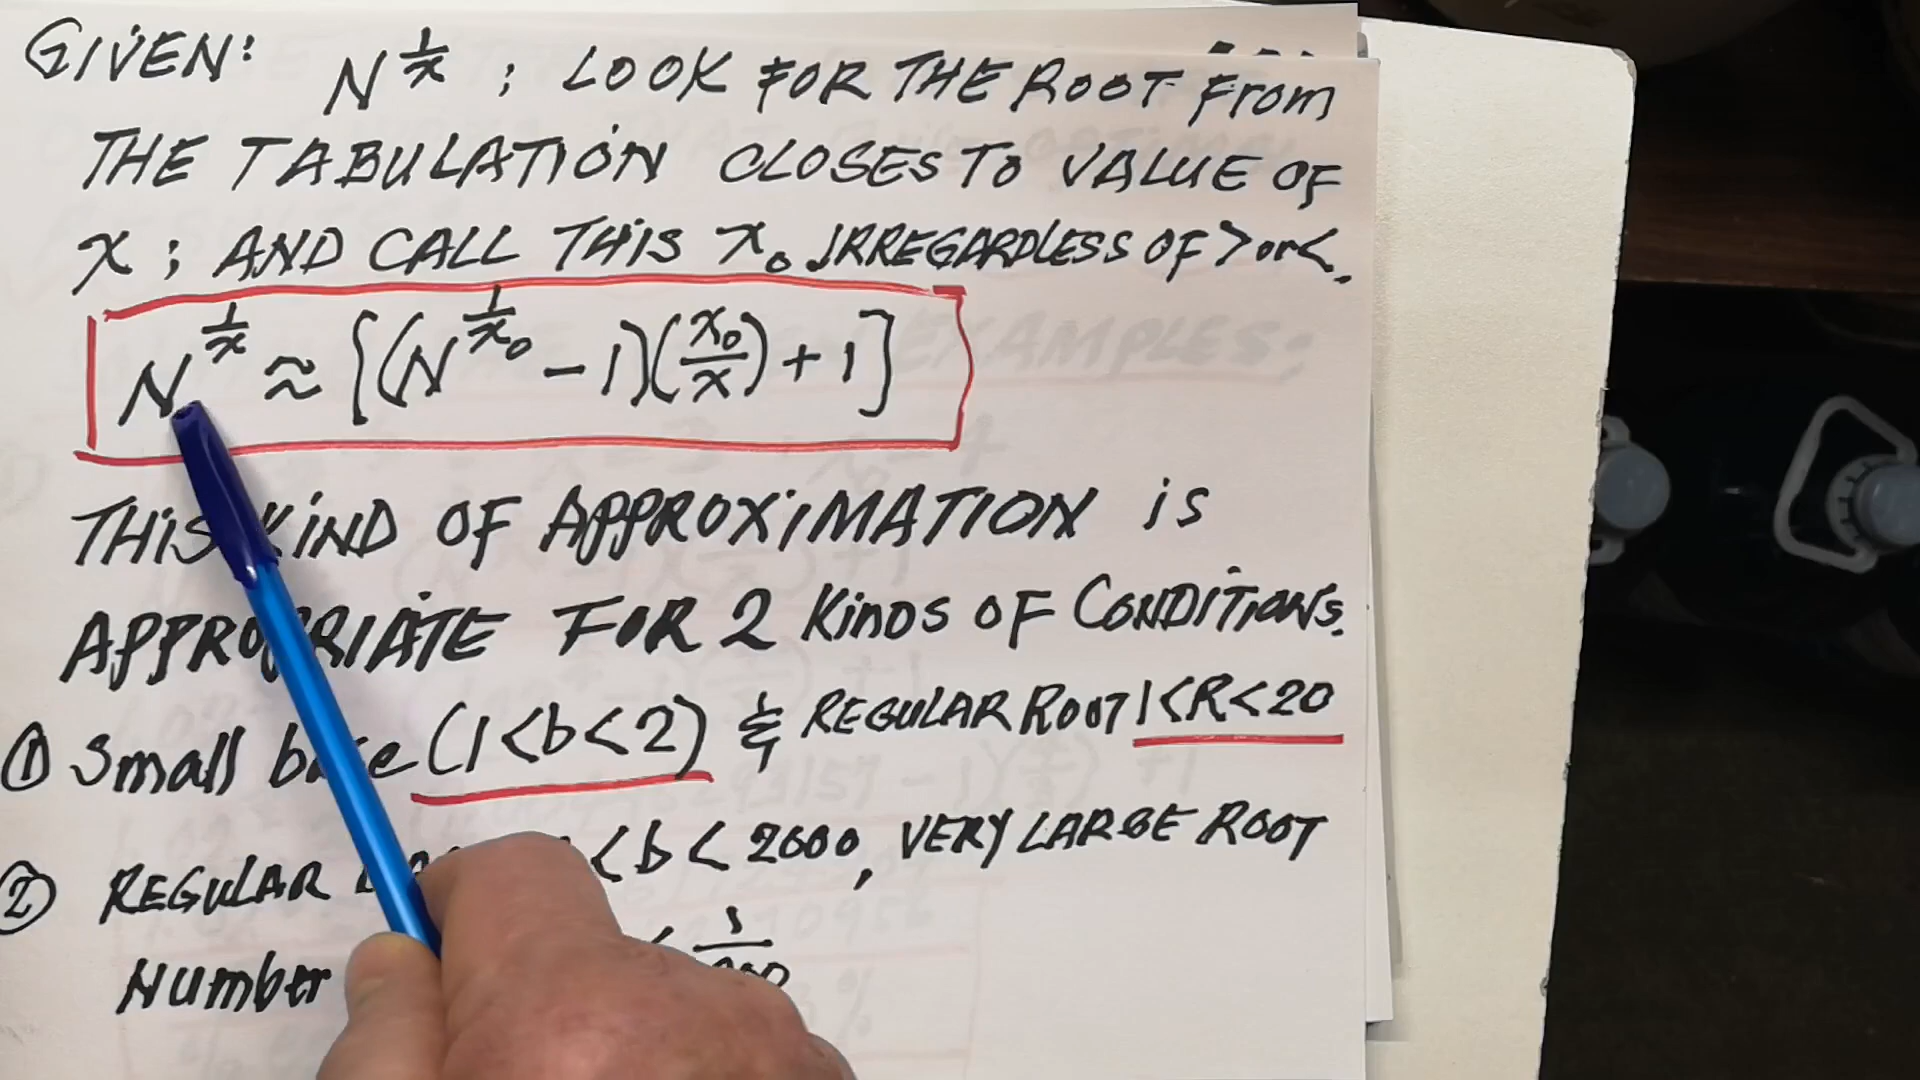 GIVEN: N^(1/x) ; LOOK FOR THE ROOT From
THE TABULATION CLOSES TO VALUE OF
x ; AND CALL THIS x₀ IRREGARDLESS OF > or <.
N^(1/x) ≈ [(N^(1/x₀) - 1)(x₀/x) + 1]
THIS KIND OF APPROXIMATION is
APPROPRIATE FOR 2 KINDS OF CONDITIONS.
① Small base (1<b<2) & REGULAR ROOT 1<R<20
② REGULAR < b < 2000, VERY LARGE ROOT
Number < 1
EXAMPLES: